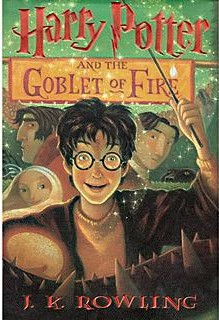 Harry Potter
AND THE
GOBLET OF FIRE
J. K. ROWLING